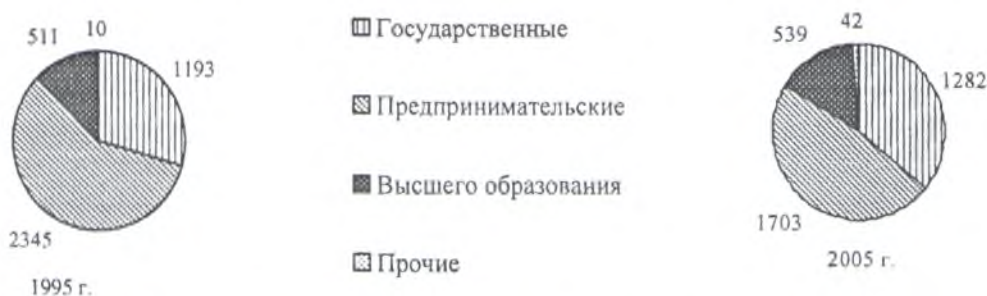 511
10
1193
2345
1995 г.
Государственные
Предпринимательские
Высшего образования
Прочие
539
42
1282
1703
2005 г.